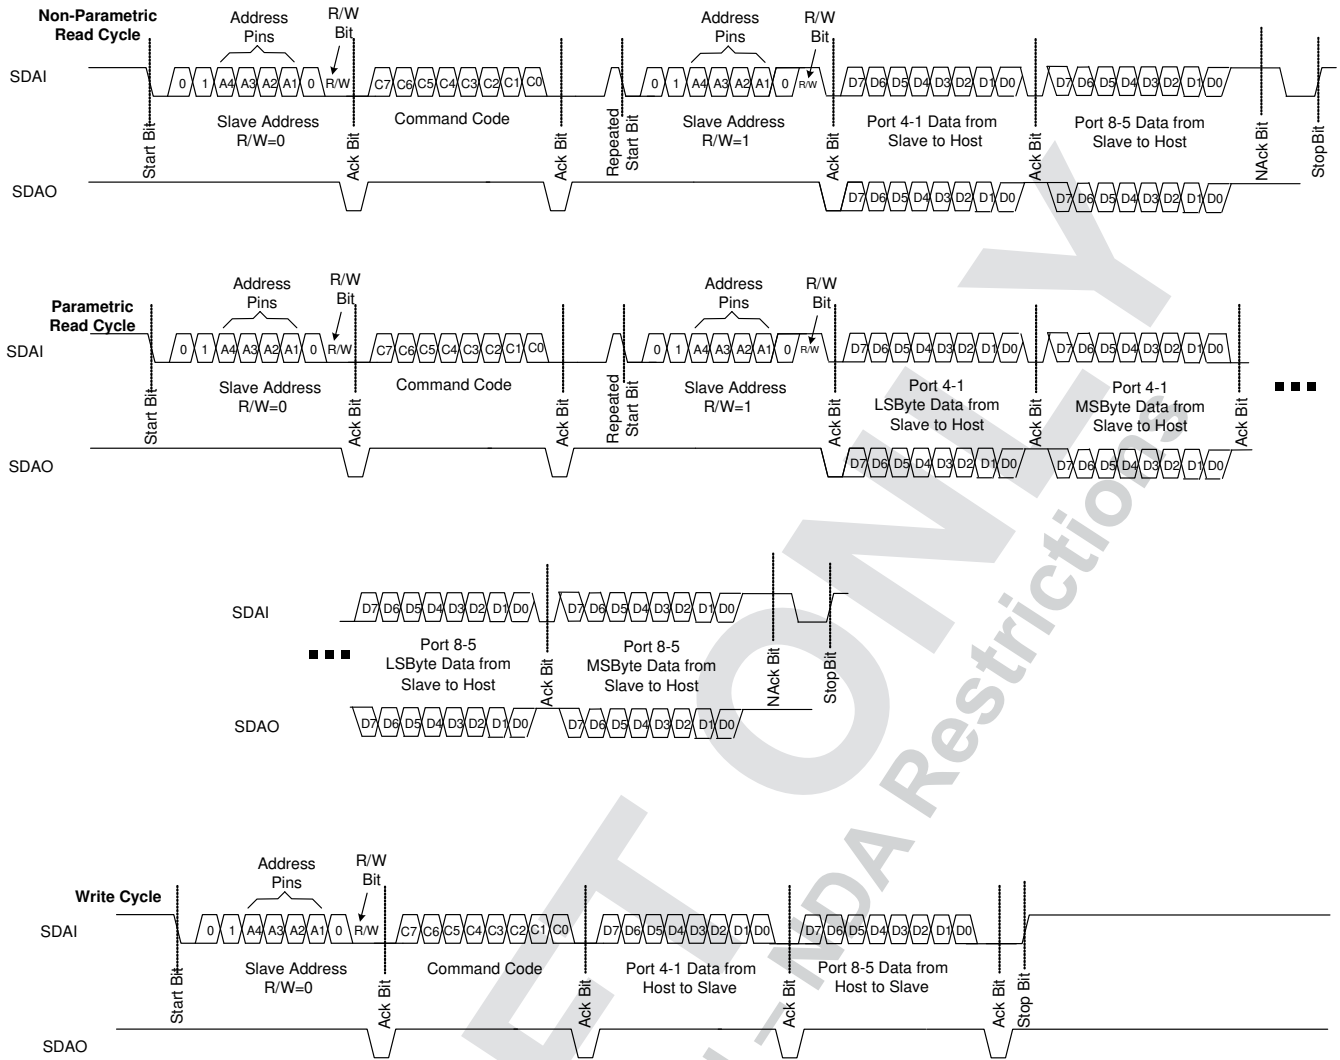 Non-Parametric
Read Cycle
Address
Pins
R/W
Bit
Address
Pins
R/W
Bit
SDAI
0 1 A4 A3 A2 A1 0 R/W
C7 C6 C5 C4 C3 C2 C1 C0
0 1 A4 A3 A2 A1 0 R/W
D7 D6 D5 D4 D3 D2 D1 D0
D7 D6 D5 D4 D3 D2 D1 D0
Start Bit
Slave Address
R/W=0
Ack Bit
Command Code
Ack Bit
Repeated
Start Bit
Slave Address
R/W=1
Ack Bit
Port 4-1 Data from
Slave to Host
Ack Bit
Port 8-5 Data from
Slave to Host
NAck Bit
StopBit
SDAO
D7 D6 D5 D4 D3 D2 D1 D0
D7 D6 D5 D4 D3 D2 D1 D0
Parametric
Read Cycle
Address
Pins
R/W
Bit
Address
Pins
R/W
Bit
SDAI
0 1 A4 A3 A2 A1 0 R/W
C7 C6 C5 C4 C3 C2 C1 C0
0 1 A4 A3 A2 A1 0 R/W
D7 D6 D5 D4 D3 D2 D1 D0
D7 D6 D5 D4 D3 D2 D1 D0
Start Bit
Slave Address
R/W=0
Ack Bit
Command Code
Ack Bit
Repeated
Start Bit
Slave Address
R/W=1
Ack Bit
Port 4-1
LSByte Data from
Slave to Host
Ack Bit
Port 4-1
MSByte Data from
Slave to Host
Ack Bit
SDAO
D7 D6 D5 D4 D3 D2 D1 D0
D7 D6 D5 D4 D3 D2 D1 D0
SDAI
D7 D6 D5 D4 D3 D2 D1 D0
D7 D6 D5 D4 D3 D2 D1 D0
Port 8-5
LSByte Data from
Slave to Host
Ack Bit
Port 8-5
MSByte Data from
Slave to Host
NAck Bit
StopBit
SDAO
D7 D6 D5 D4 D3 D2 D1 D0
D7 D6 D5 D4 D3 D2 D1 D0
Write Cycle
Address
Pins
R/W
Bit
SDAI
0 1 A4 A3 A2 A1 0 R/W
C7 C6 C5 C4 C3 C2 C1 C0
D7 D6 D5 D4 D3 D2 D1 D0
D7 D6 D5 D4 D3 D2 D1 D0
Start Bit
Slave Address
R/W=0
Ack Bit
Command Code
Ack Bit
Port 4-1 Data from
Host to Slave
Ack Bit
Port 8-5 Data from
Host to Slave
Ack Bit
Stop Bit
SDAO
ONLY
NDA Restrictions